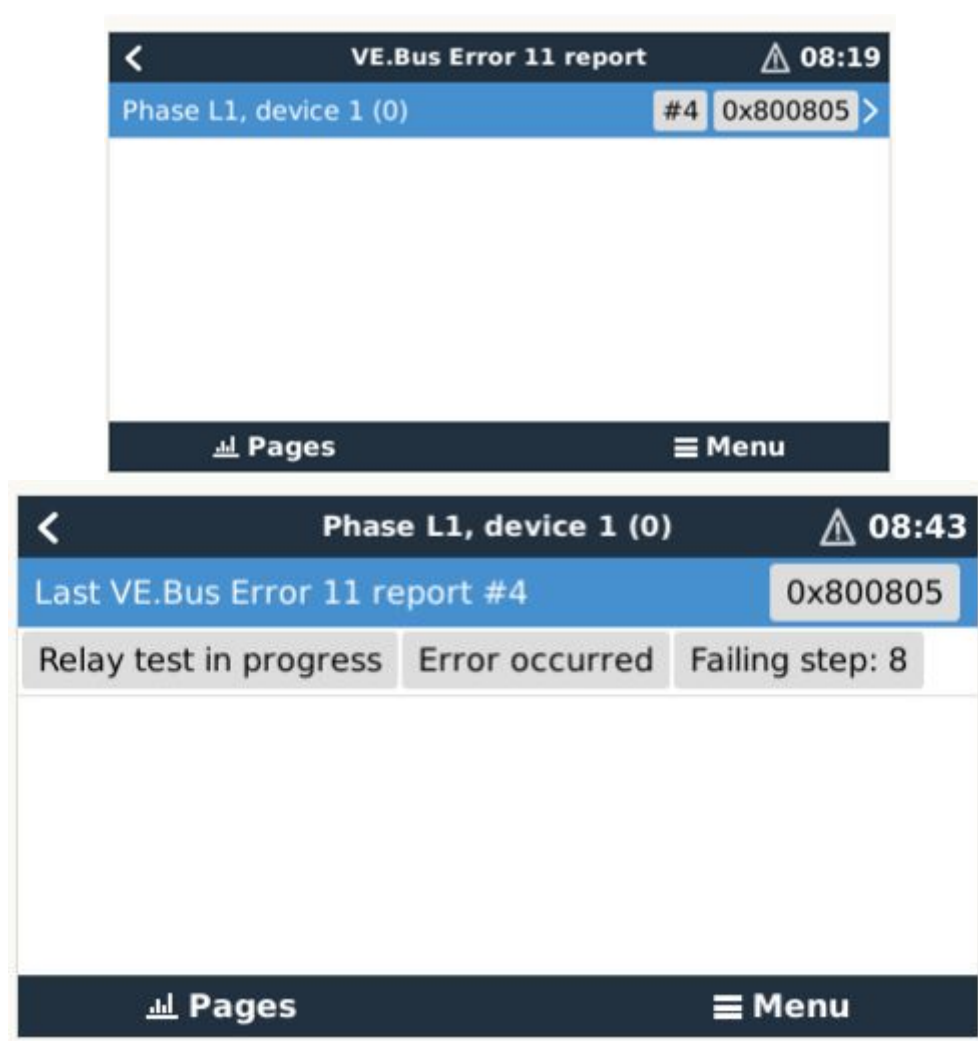 VE.Bus Error 11 report 08:19
Phase L1, device 1 (0) #4 0x800805
Pages Menu
Phase L1, device 1 (0) 08:43
Last VE.Bus Error 11 report #4 0x800805
Relay test in progress Error occurred Failing step: 8
Pages Menu